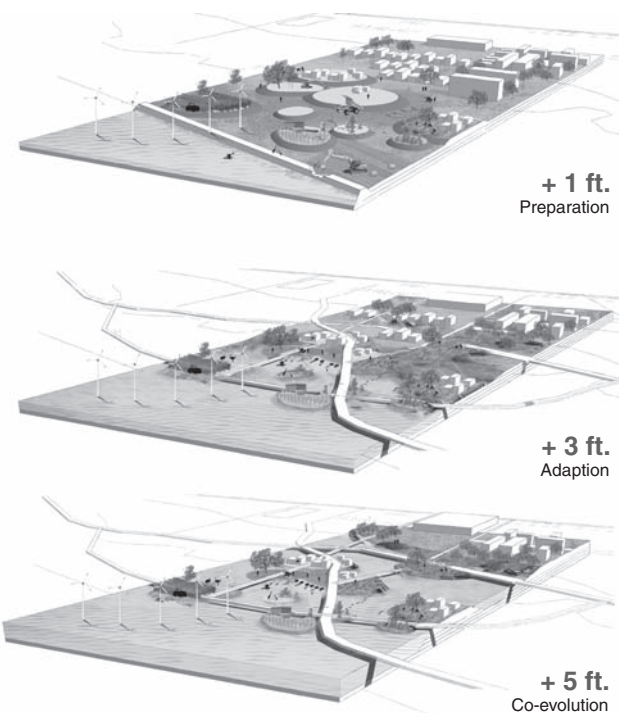 + 1 ft.
Preparation
+ 3 ft.
Adaption
+ 5 ft.
Co-evolution